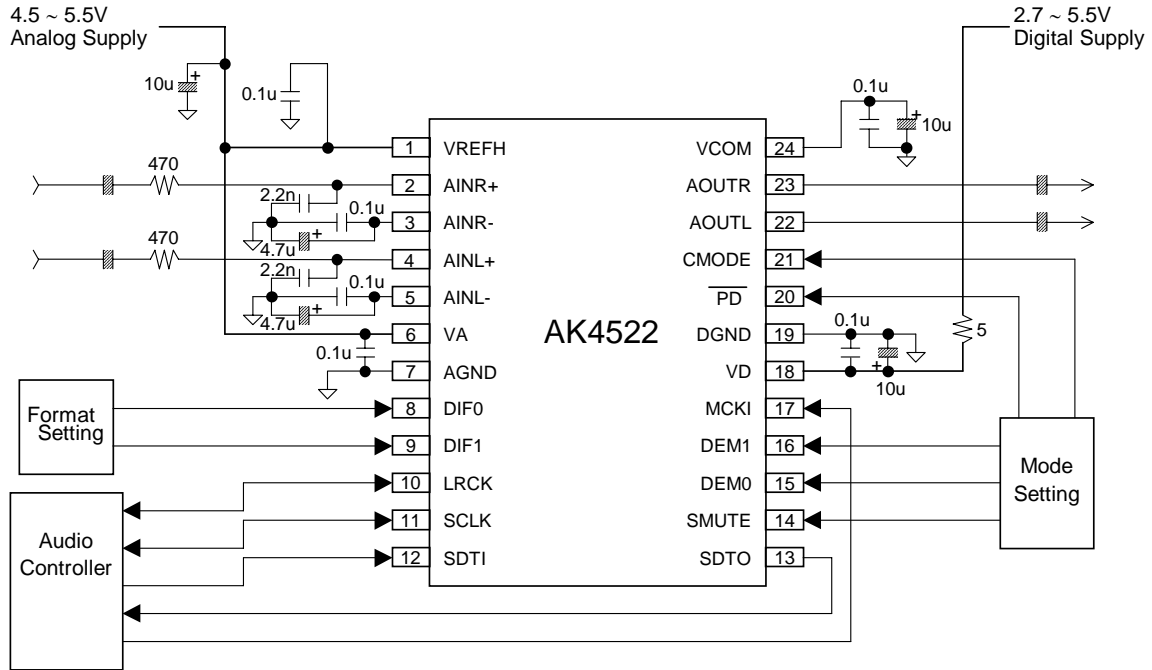 4.5 ~ 5.5V
Analog Supply
2.7 ~ 5.5V
Digital Supply
10u
+
0.1u
0.1u
+
10u
1
VREFH
VCOM
24
470
2
AINR+
AOUTR
23
2.2n
0.1u
3
AINR-
AOUTL
22
4.7u
+
470
4
AINL+
CMODE
21
2.2n
0.1u
5
AINL-
PD
20
4.7u
+
AK4522
6
VA
DGND
19
0.1u
5
0.1u
7
AGND
VD
18
+
10u
Format
Setting
8
DIF0
MCKI
17
9
DIF1
DEM1
16
Mode
Setting
10
LRCK
DEM0
15
11
SCLK
SMUTE
14
Audio
Controller
12
SDTI
SDTO
13